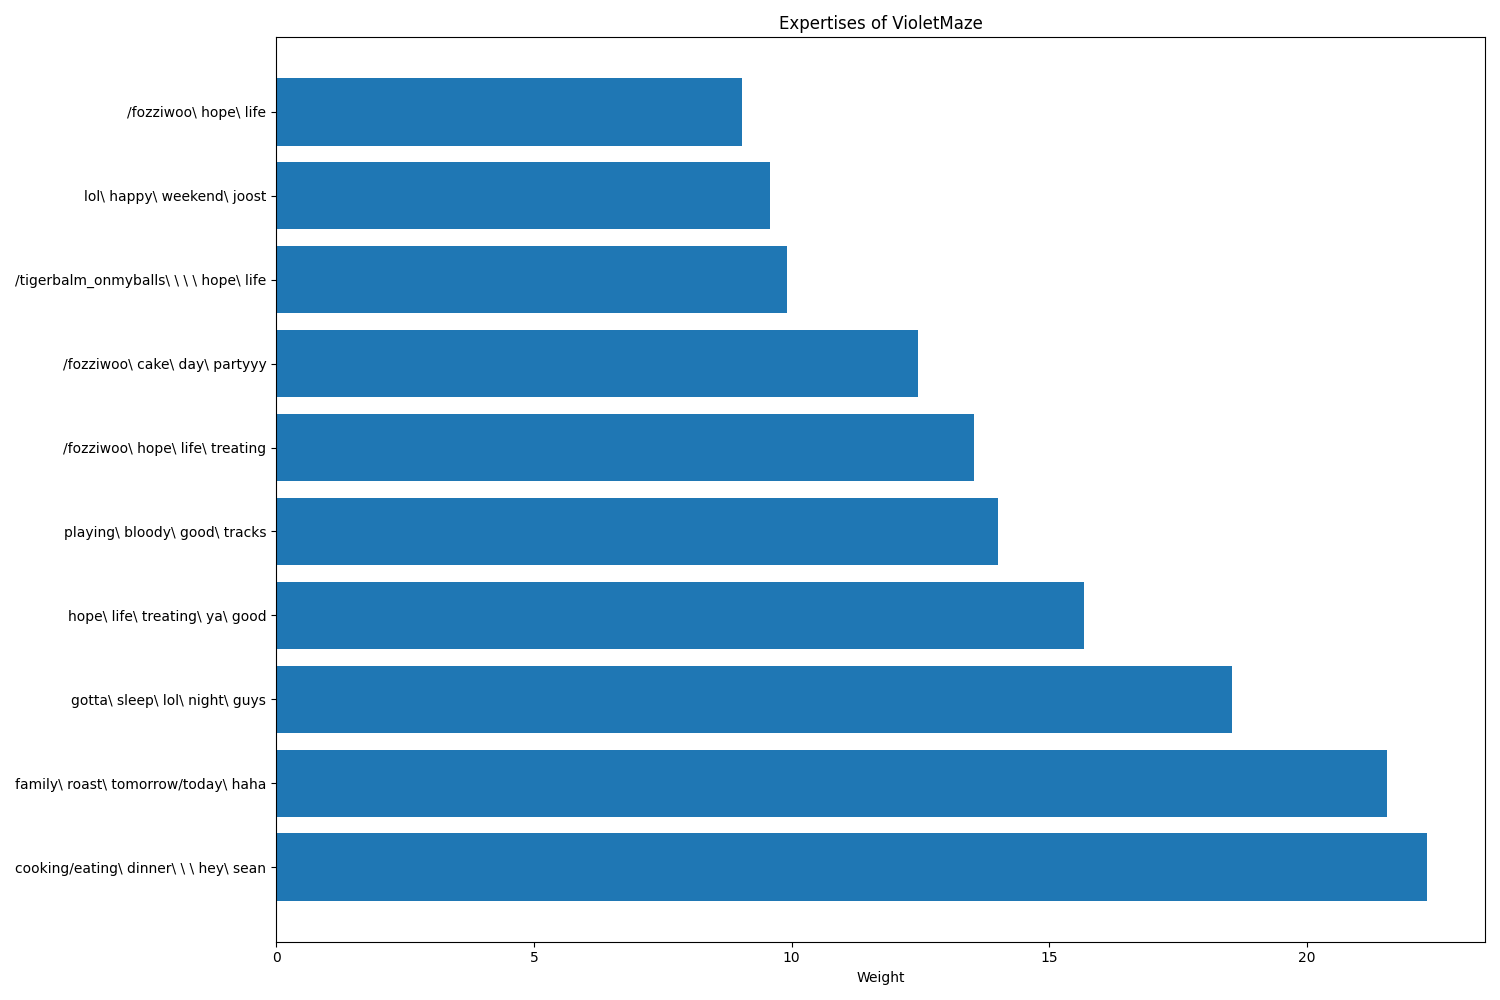 Expertises of VioletMaze
/fozziwoo\ hope\ life
lol\ happy\ weekend\ joost
/tigerbalm_onmyballs\ \ \ \ hope\ life
/fozziwoo\ cake\ day\ partyyy
/fozziwoo\ hope\ life\ treating
playing\ bloody\ good\ tracks
hope\ life\ treating\ ya\ good
gotta\ sleep\ lol\ night\ guys
family\ roast\ tomorrow/today\ haha
cooking/eating\ dinner\ \ \ hey\ sean
0 5 10 15 20
Weight